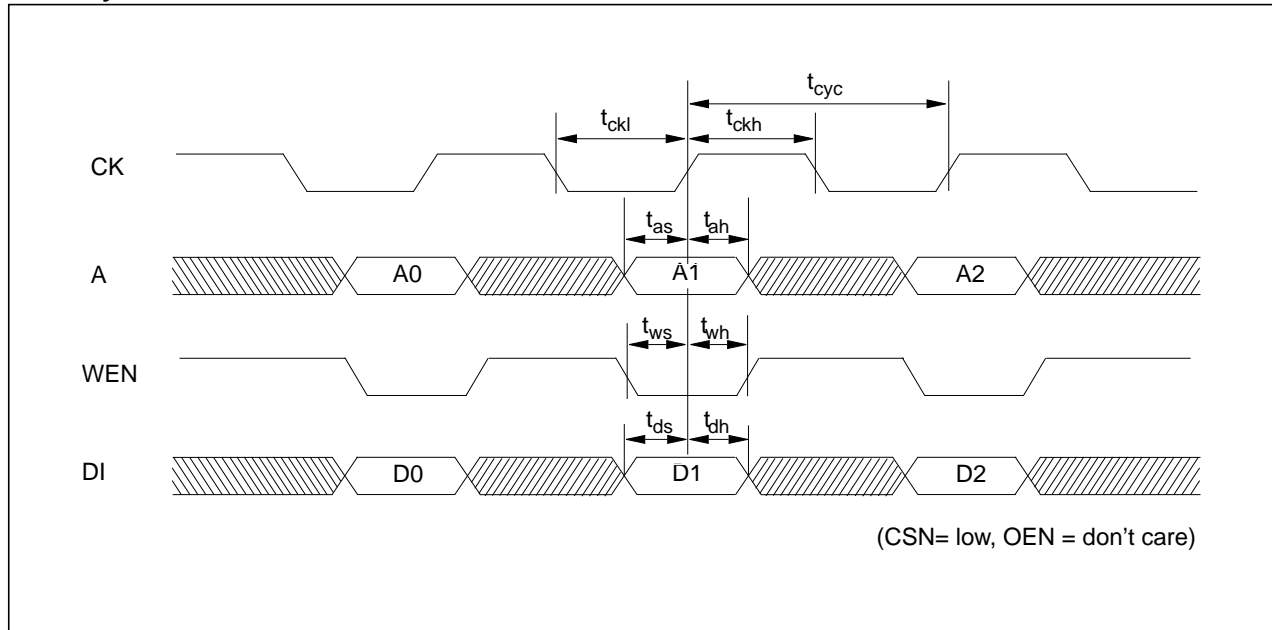 t_cyc
t_ckl t_ckh
CK
t_as t_ah
A A0 A1 A2
t_ws t_wh
WEN
t_ds t_dh
DI D0 D1 D2
(CSN= low, OEN = don't care)